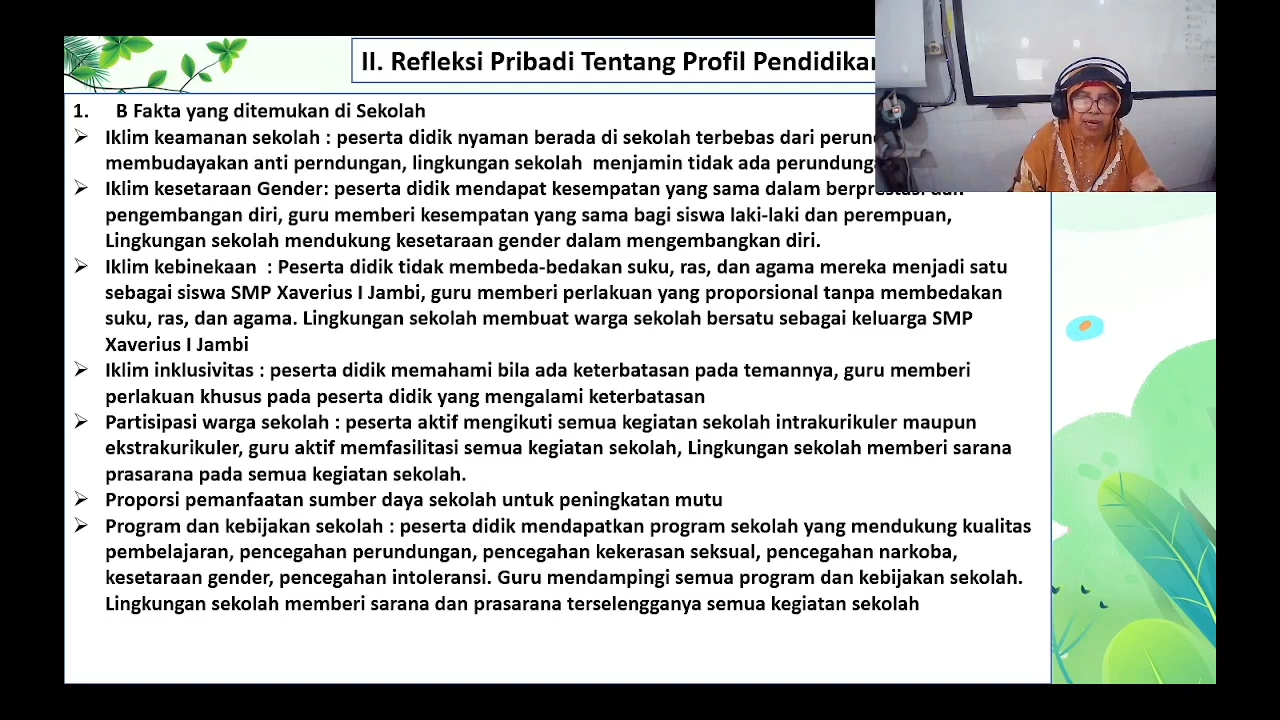 II. Refleksi Pribadi Tentang Profil Pendidikan
1. B Fakta yang ditemukan di Sekolah
➢ Iklim keamanan sekolah : peserta didik nyaman berada di sekolah terbebas dari
membudayakan anti perndungan, lingkungan sekolah menjamin tidak ada
➢ Iklim kesetaraan Gender: peserta didik mendapat kesempatan yang sama dalam berprestasi dan
pengembangan diri, guru memberi kesempatan yang sama bagi siswa laki-laki dan perempuan,
Lingkungan sekolah mendukung kesetaraan gender dalam mengembangkan diri.
➢ Iklim kebinekaan : Peserta didik tidak membeda-bedakan suku, ras, dan agama mereka menjadi satu
sebagai siswa SMP Xaverius I Jambi, guru memberi perlakuan yang proporsional tanpa membedakan
suku, ras, dan agama. Lingkungan sekolah membuat warga sekolah bersatu sebagai keluarga SMP
Xaverius I Jambi
➢ Iklim inklusivitas : peserta didik memahami bila ada keterbatasan pada temannya, guru memberi
perlakuan khusus pada peserta didik yang mengalami keterbatasan
➢ Partisipasi warga sekolah : peserta aktif mengikuti semua kegiatan sekolah intrakurikuler maupun
ekstrakurikuler, guru aktif memfasilitasi semua kegiatan sekolah, Lingkungan sekolah memberi sarana
prasarana pada semua kegiatan sekolah.
➢ Proporsi pemanfaatan sumber daya sekolah untuk peningkatan mutu
➢ Program dan kebijakan sekolah : peserta didik mendapatkan program sekolah yang mendukung kualitas
pembelajaran, pencegahan perundungan, pencegahan kekerasan seksual, pencegahan narkoba,
kesetaraan gender, pencegahan intoleransi. Guru mendampingi semua program dan kebijakan sekolah.
Lingkungan sekolah memberi sarana dan prasarana terselengganya semua kegiatan sekolah